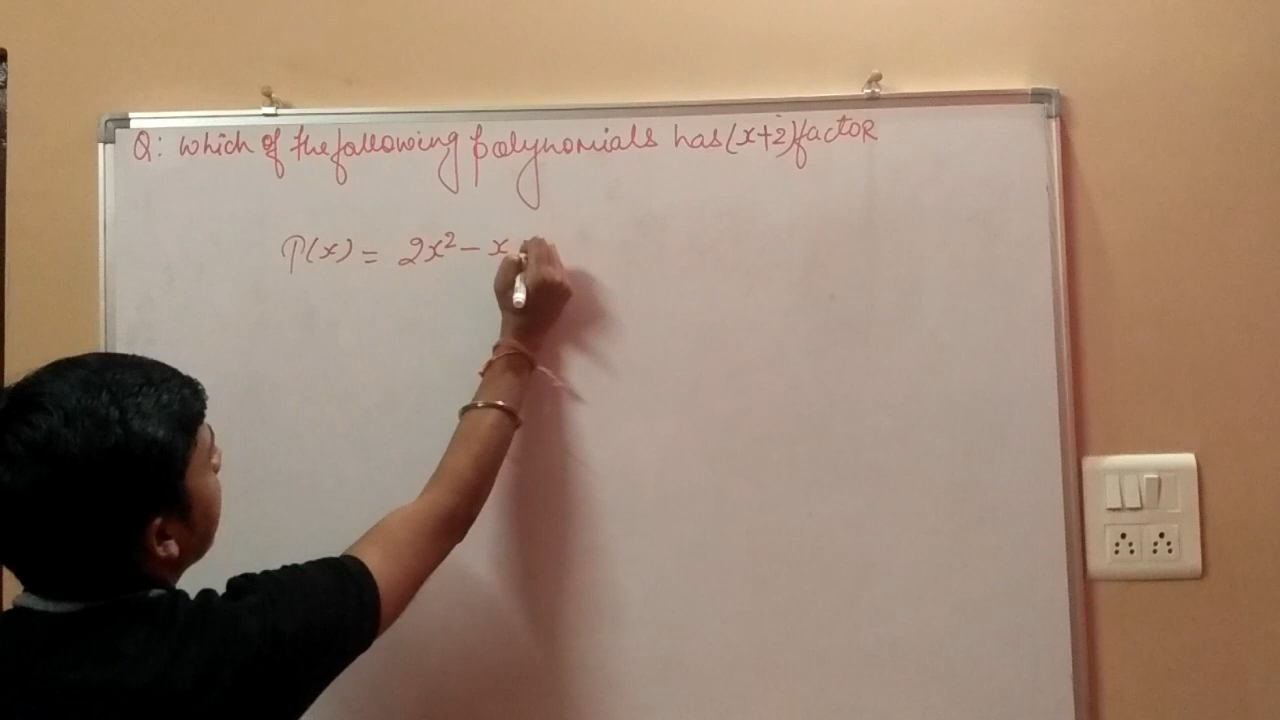 Q: which of the following polynomials has (x+2) factor
P(x) = 2x² - x